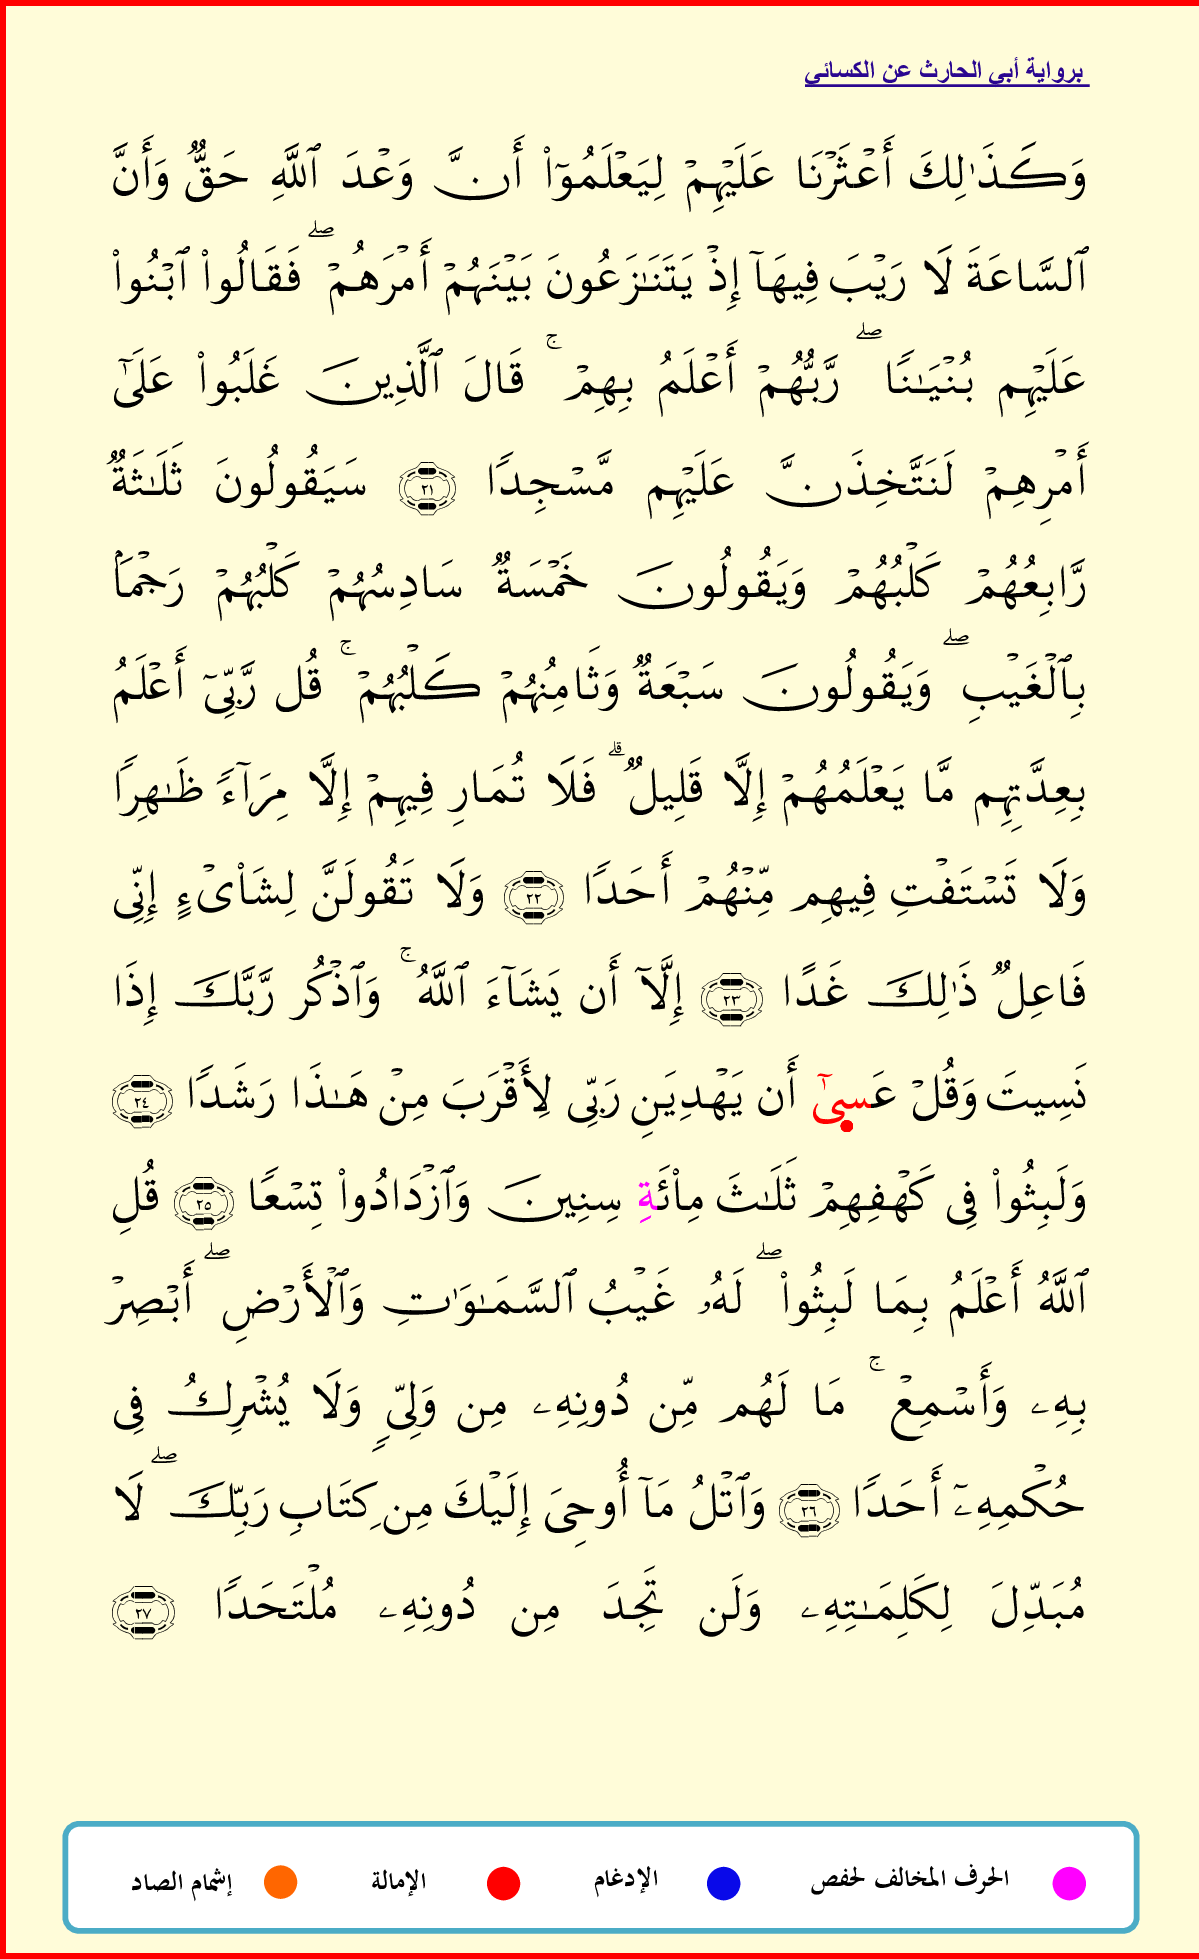 برواية أبي الحارث عن الكسائي
وَكَذَٰلِكَ أَعۡثَرۡنَا عَلَيۡهِمۡ لِيَعۡلَمُوٓاْ أَنَّ وَعۡدَ ٱللَّهِ حَقٌّ وَأَنَّ
ٱلسَّاعَةَ لَا رَيۡبَ فِيهَآ إِذۡ يَتَنَٰزَعُونَ بَيۡنَهُمۡ أَمۡرَهُمۡۖ فَقَالُواْ ٱبۡنُواْ
عَلَيۡهِم بُنۡيَٰنٗاۖ رَّبُّهُمۡ أَعۡلَمُ بِهِمۡۚ قَالَ ٱلَّذِينَ غَلَبُواْ عَلَىٰٓ
أَمۡرِهِمۡ لَنَتَّخِذَنَّ عَلَيۡهِم مَّسۡجِدٗا ٢١ سَيَقُولُونَ ثَلَٰثَةٞ
رَّابِعُهُمۡ كَلۡبُهُمۡ وَيَقُولُونَ خَمۡسَةٞ سَادِسُهُمۡ كَلۡبُهُمۡ رَجۡمَۢا
بِٱلۡغَيۡبِۖ وَيَقُولُونَ سَبۡعَةٞ وَثَامِنُهُمۡ كَلۡبُهُمۡۚ قُل رَّبِّيٓ أَعۡلَمُ
بِعِدَّتِهِم مَّا يَعۡلَمُهُمۡ إِلَّا قَلِيلٞۗ فَلَا تُمَارِ فِيهِمۡ إِلَّا مِرَآءٗ ظَٰهِرٗا
وَلَا تَسۡتَفۡتِ فِيهِم مِّنۡهُمۡ أَحَدٗا ٢٢ وَلَا تَقُولَنَّ لِشَاْيۡءٍ إِنِّي
فَاعِلٞ ذَٰلِكَ غَدًا ٢٣ إِلَّآ أَن يَشَآءَ ٱللَّهُۚ وَٱذۡكُر رَّبَّكَ إِذَا
نَسِيتَ وَقُلۡ عَسىٰٓ أَن يَهۡدِيَنِ رَبِّي لِأَقۡرَبَ مِنۡ هَٰذَا رَشَدٗا ٢٤
وَلَبِثُواْ فِي كَهۡفِهِمۡ ثَلَٰثَ مِاْئَةِ سِنِينَ وَٱزۡدَادُواْ تِسۡعٗا ٢٥ قُلِ
ٱللَّهُ أَعۡلَمُ بِمَا لَبِثُواْۖ لَهُۥ غَيۡبُ ٱلسَّمَٰوَٰتِ وَٱلۡأَرۡضِۖ أَبۡصِرۡ
بِهِۦ وَأَسۡمِعۡۚ مَا لَهُم مِّن دُونِهِۦ مِن وَلِيّٖ وَلَا يُشۡرِكُ فِي
حُكۡمِهِۦٓ أَحَدٗا ٢٦ وَٱتۡلُ مَآ أُوحِيَ إِلَيۡكَ مِن كِتَابِ رَبِّكَۖ لَا
مُبَدِّلَ لِكَلِمَٰتِهِۦ وَلَن تَجِدَ مِن دُونِهِۦ مُلۡتَحَدٗا ٢٧
الحرف المخالف لحفص الإدغام الإمالة إشمام الصاد